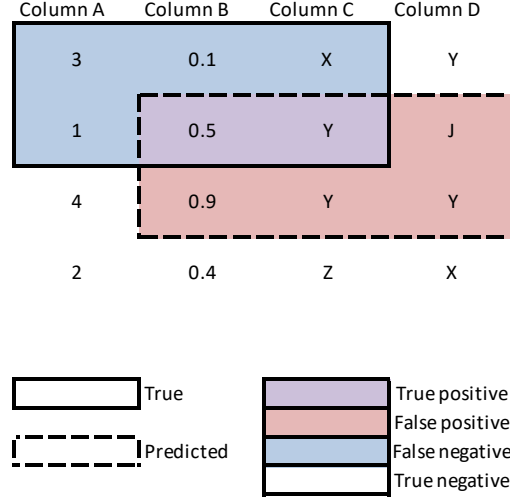 Column A Column B Column C Column D
3 0.1 X Y
1 0.5 Y J
4 0.9 Y Y
2 0.4 Z X
True
Predicted
True positive
False positive
False negative
True negative